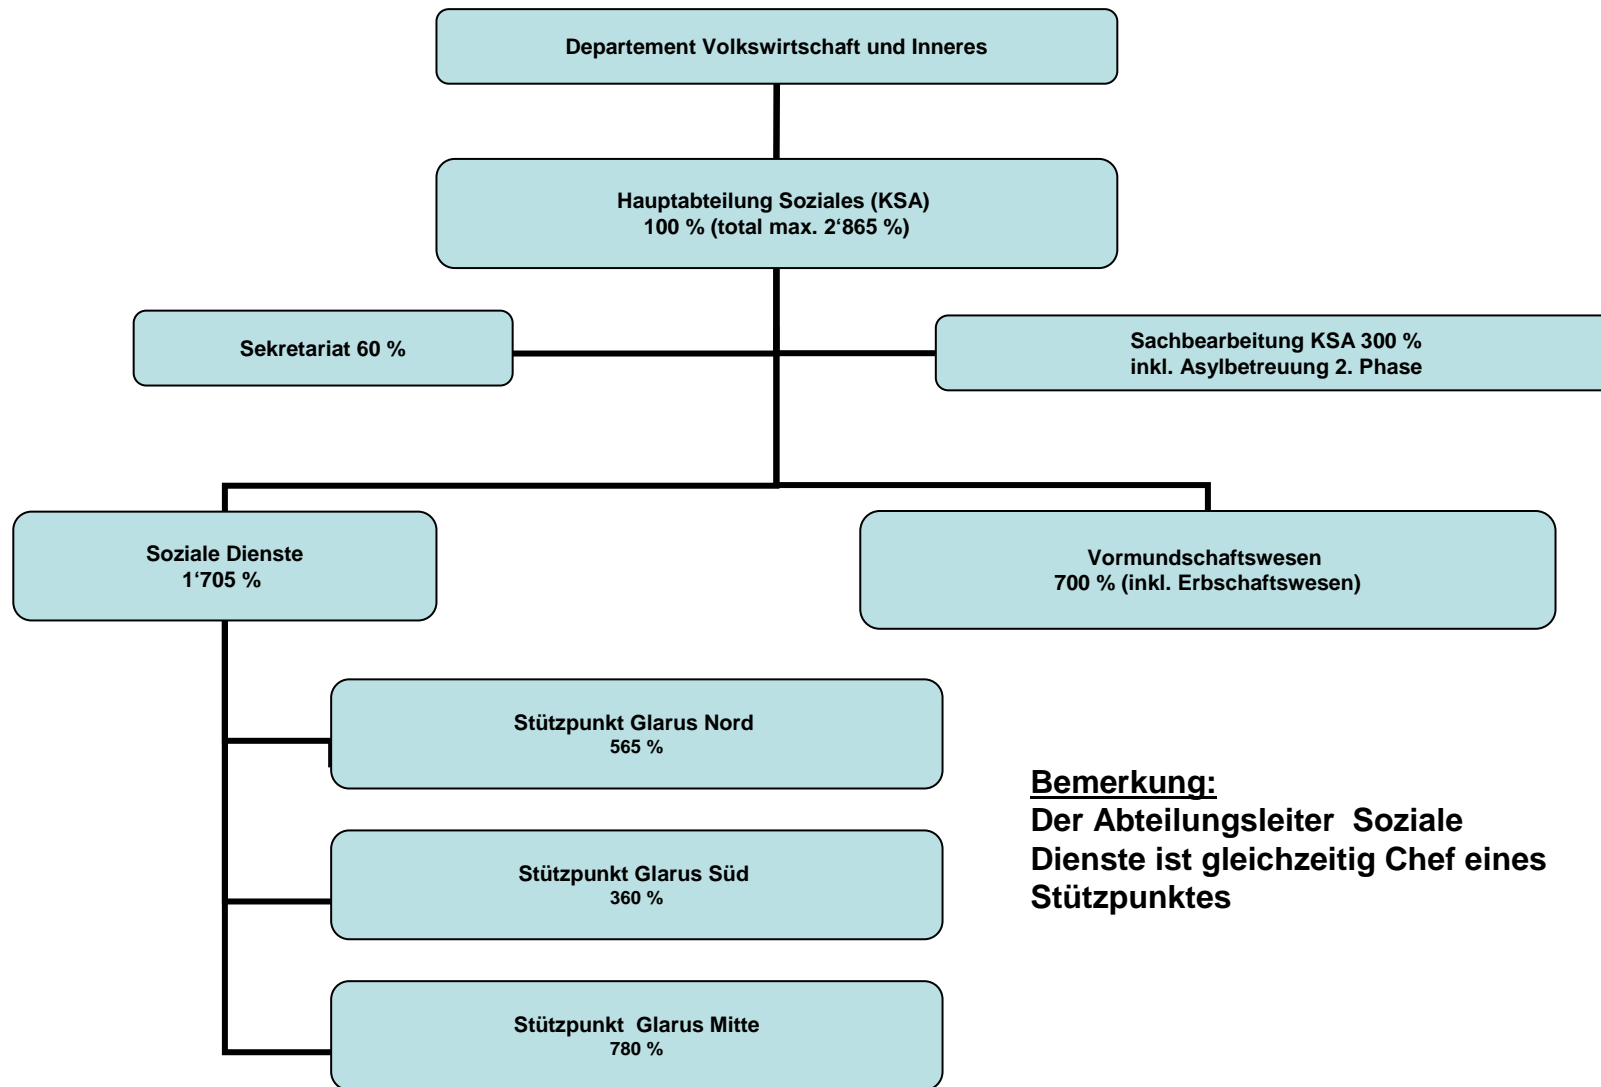 Departement Volkswirtschaft und Inneres
Hauptabteilung Soziales (KSA)
100 % (total max. 2‘865 %)
Sekretariat 60 %
Sachbearbeitung KSA 300 %
inkl. Asylbetreuung 2. Phase
Soziale Dienste
1‘705 %
Vormundschaftswesen
700 % (inkl. Erbschaftswesen)
Stützpunkt Glarus Nord
565 %
Stützpunkt Glarus Süd
360 %
Stützpunkt  Glarus Mitte
780 %
Bemerkung:
Der Abteilungsleiter  Soziale
Dienste ist gleichzeitig Chef eines
Stützpunktes